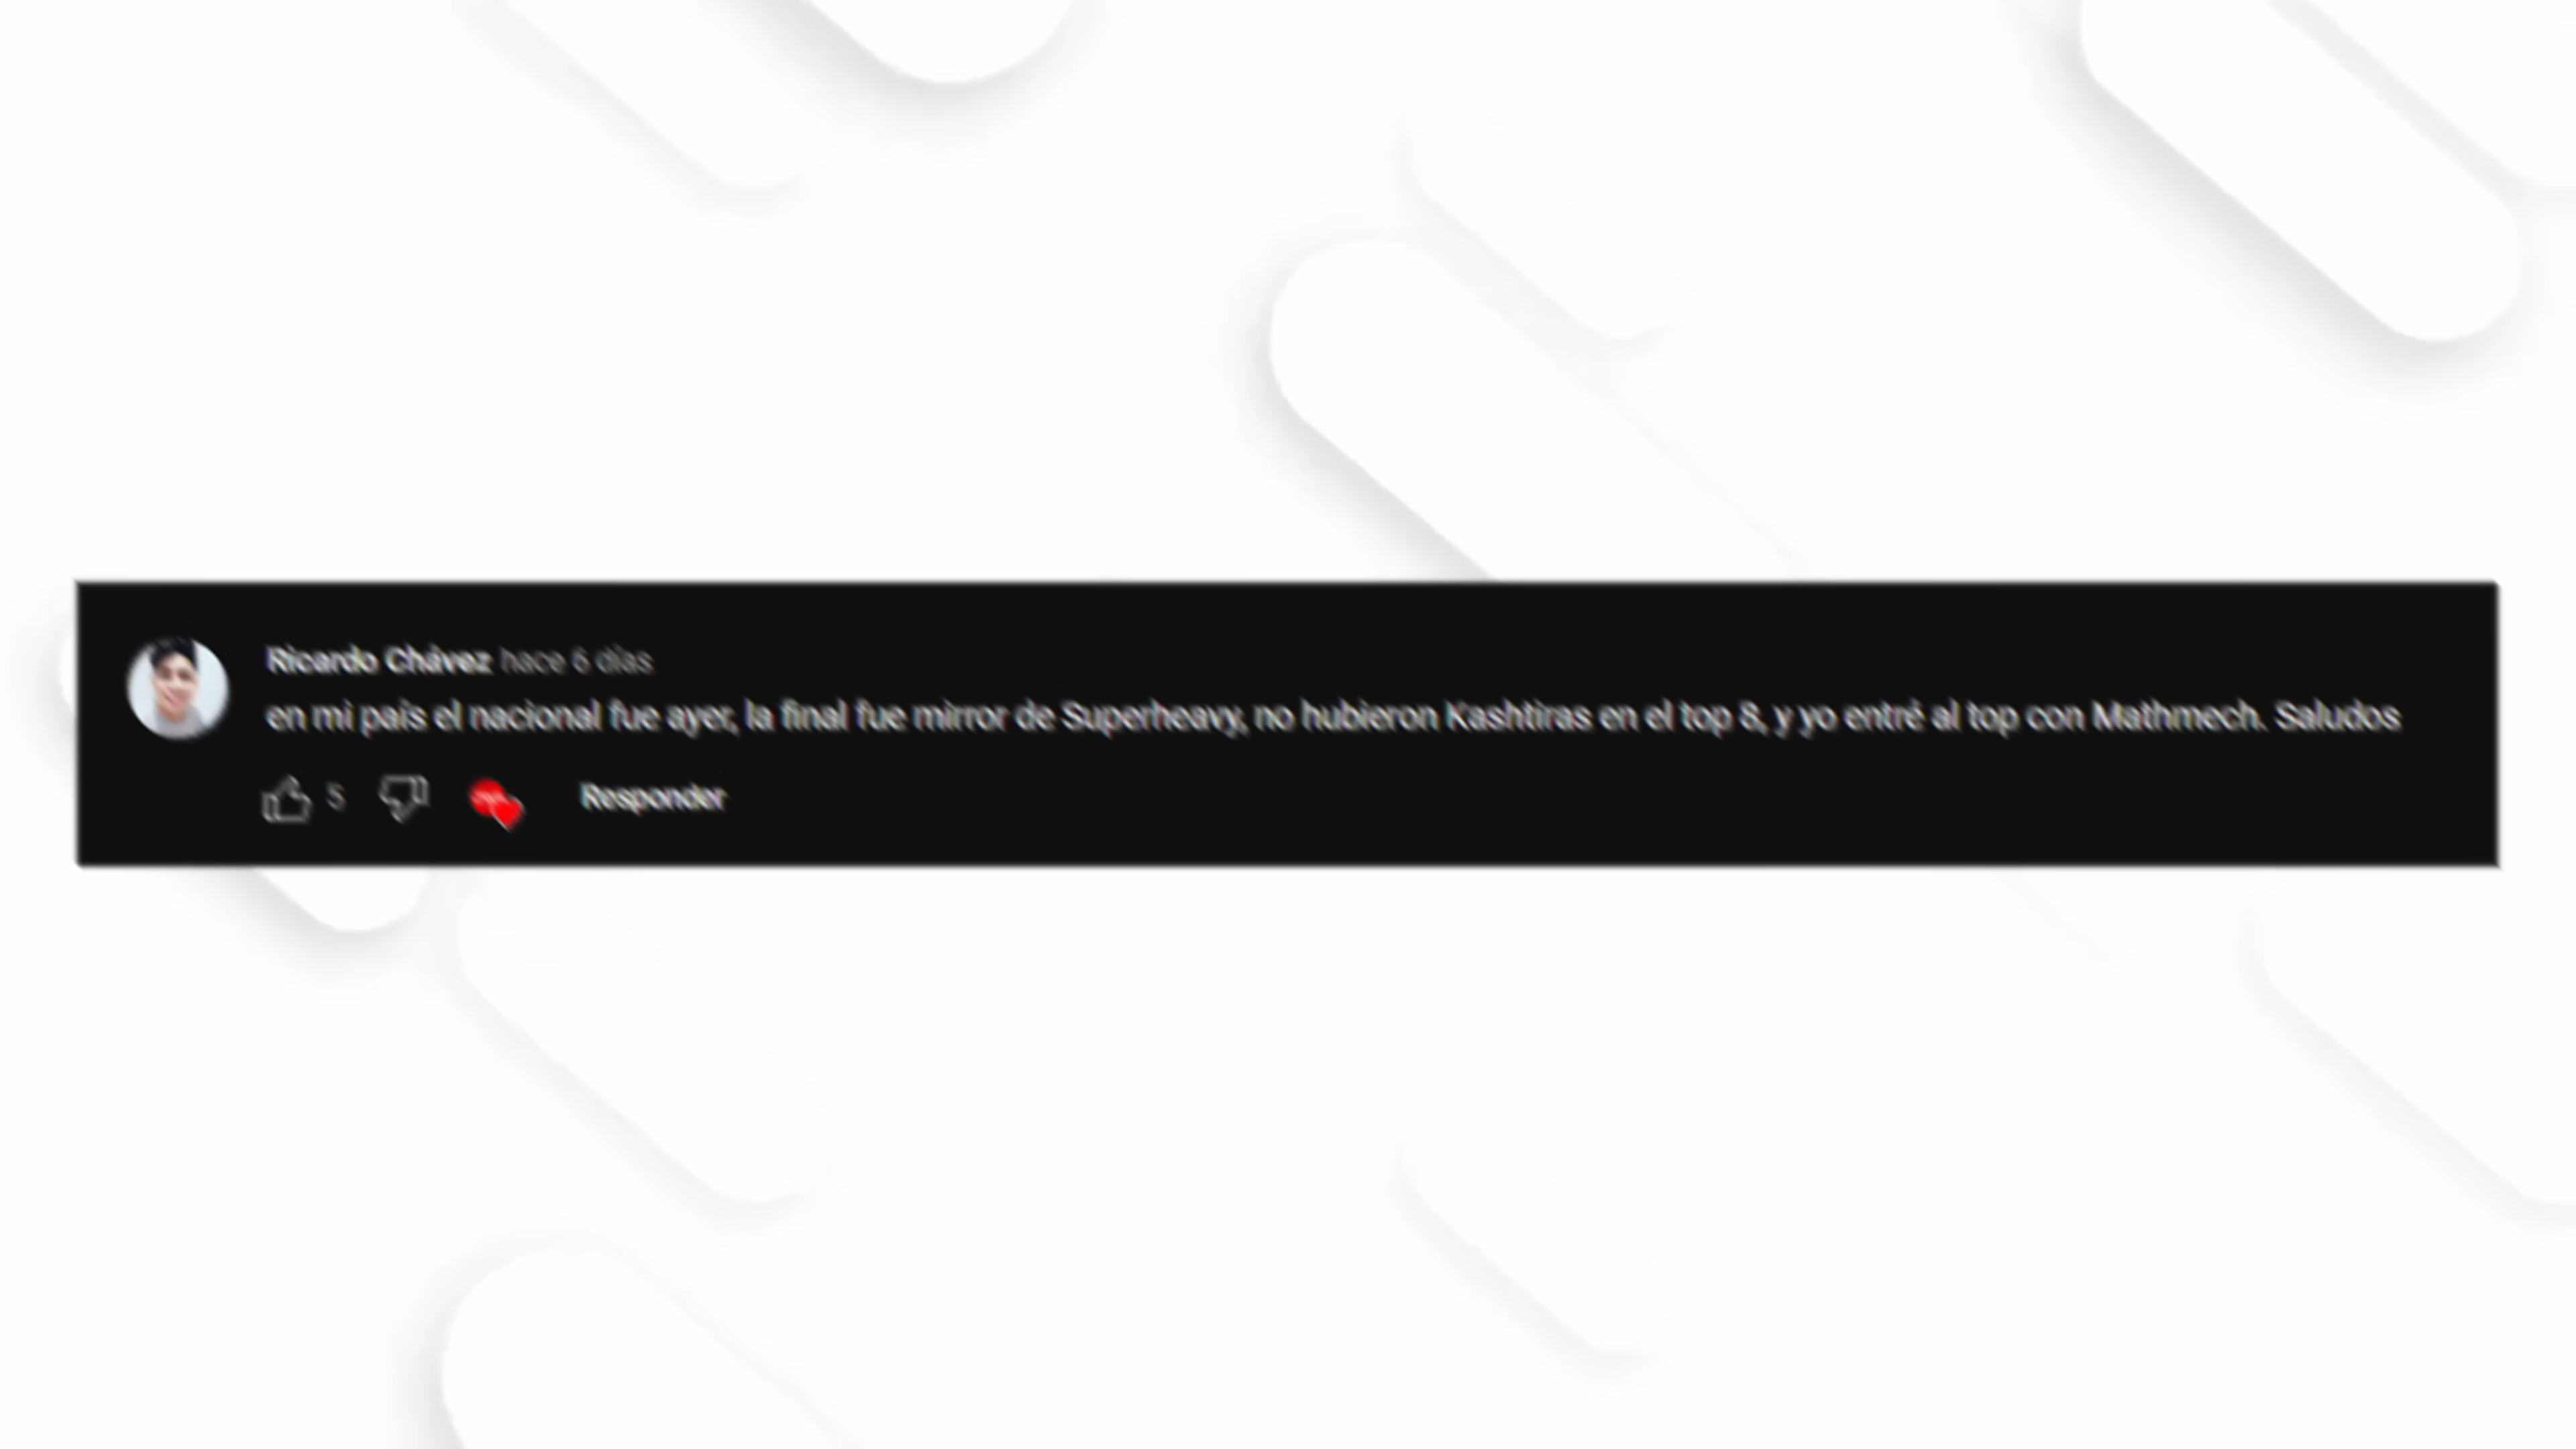 Ricardo Chávez hace 6 días
en mi país el nacional fue ayer, la final fue mirror de Superheavy, no hubieron Kashtiras en el top 8, y yo entré al top con Mathmech. Saludos
5 Responder